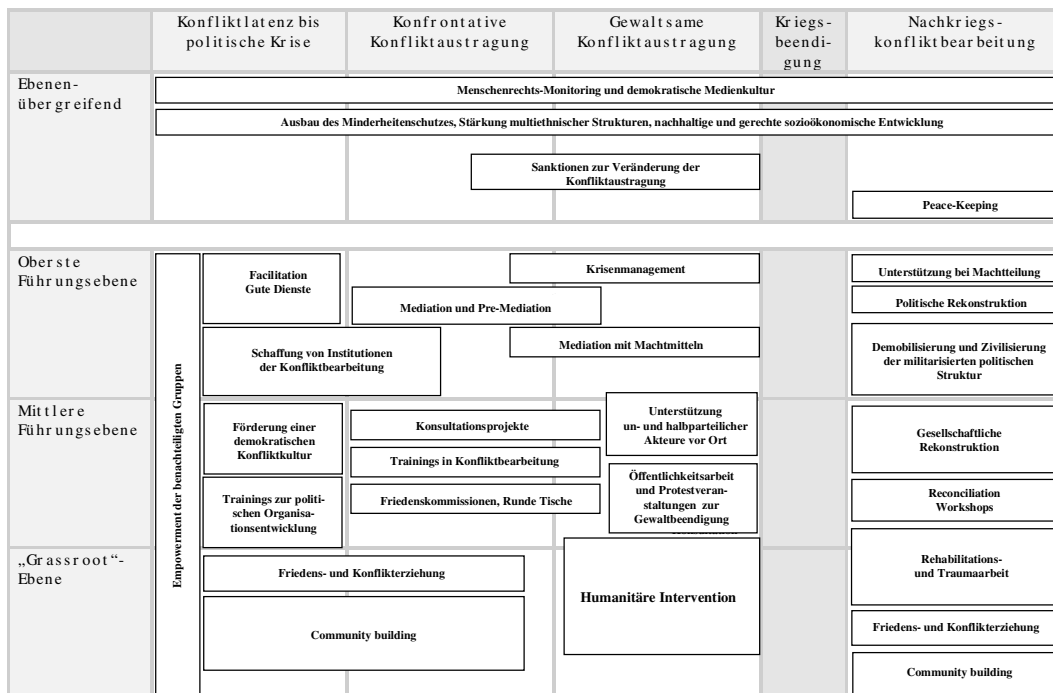 Konfliktlatenz bis
politische Krise
Konfrontative
Konfliktaustragung
Gewaltsame
Konfliktaustragung
Kriegs-
beendi-
gung
Nachkriegs-
konfliktbearbeitung
Ebenen-
übergreifend
Menschenrechts-Monitoring und demokratische Medienkultur
Ausbau des Minderheitenschutzes, Stärkung multiethnischer Strukturen, nachhaltige und gerechte sozioökonomische Entwicklung
Sanktionen zur Veränderung der
Konfliktaustragung
Peace-Keeping
Oberste
Führungsebene
Empowerment der benachteiligten Gruppen
Facilitation
Gute Dienste
Krisenmanagement
Mediation und Pre-Mediation
Schaffung von Institutionen
der Konfliktbearbeitung
Mediation mit Machtmitteln
Unterstützung bei Machtteilung
Politische Rekonstruktion
Demobilisierung und Zivilisierung
der militarisierten politischen
Struktur
Mittlere
Führungsebene
Förderung einer
demokratischen
Konfliktkultur
Trainings zur politi-
schen Organisa-
tionsentwicklung
Konsultationsprojekte
Trainings in Konfliktbearbeitung
Friedenskommissionen, Runde Tische
Unterstützung
un- und halbparteilicher
Akteure vor Ort
Öffentlichkeitsarbeit
und Protestveran-
staltungen zur
Gewaltbeendigung
Gesellschaftliche
Rekonstruktion
Reconciliation
Workshops
„Grassroot“-
Ebene
Friedens- und Konflikterziehung
Community building
Humanitäre Intervention
Rehabilitations-
und Traumaarbeit
Friedens- und Konflikterziehung
Community building